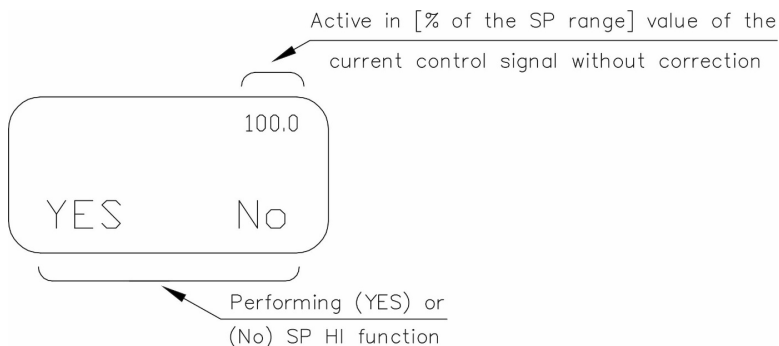 Active in [% of the SP range] value of the
current control signal without correction
100.0
YES No
Performing (YES) or
(No) SP HI function